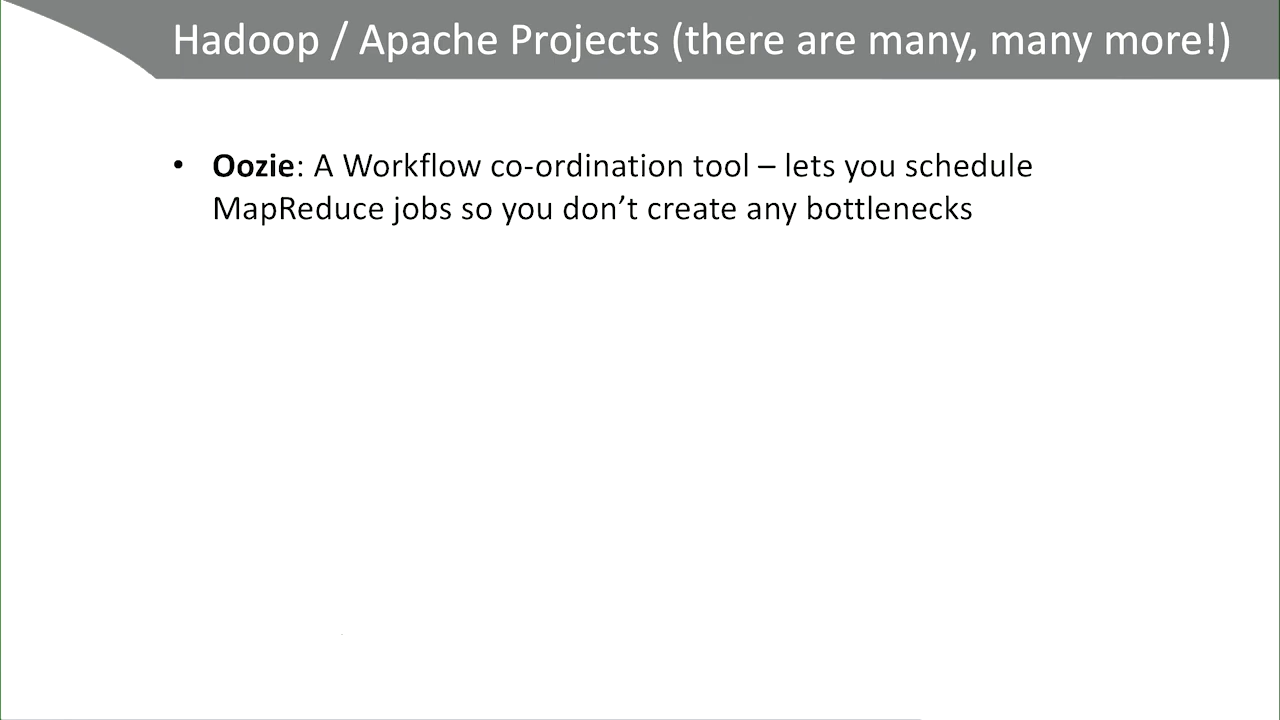 Hadoop / Apache Projects (there are many, many more!)
• Oozie: A Workflow co-ordination tool – lets you schedule
MapReduce jobs so you don’t create any bottlenecks